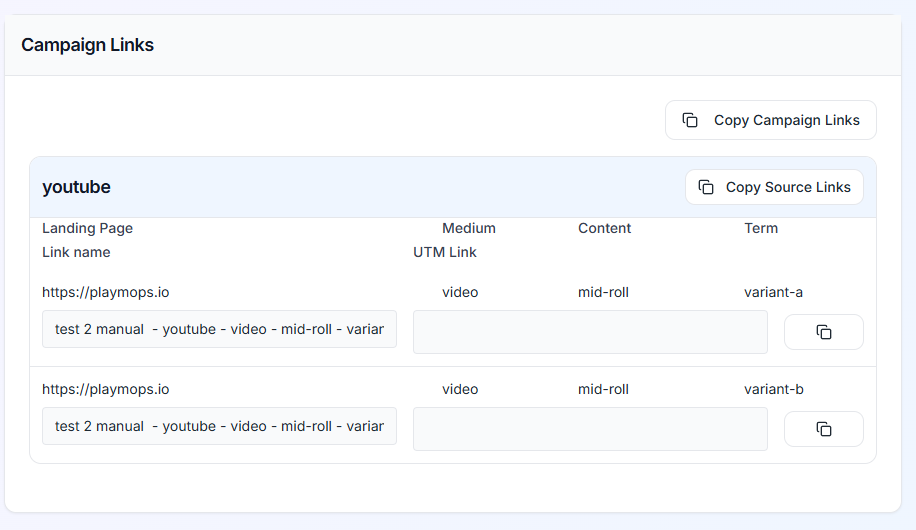 Campaign Links
Copy Campaign Links
youtube
Copy Source Links
Landing Page Medium Content Term
Link name UTM Link
https://playmops.io video mid-roll variant-a
test 2 manual  - youtube - video - mid-roll - variar
https://playmops.io video mid-roll variant-b
test 2 manual  - youtube - video - mid-roll - variar